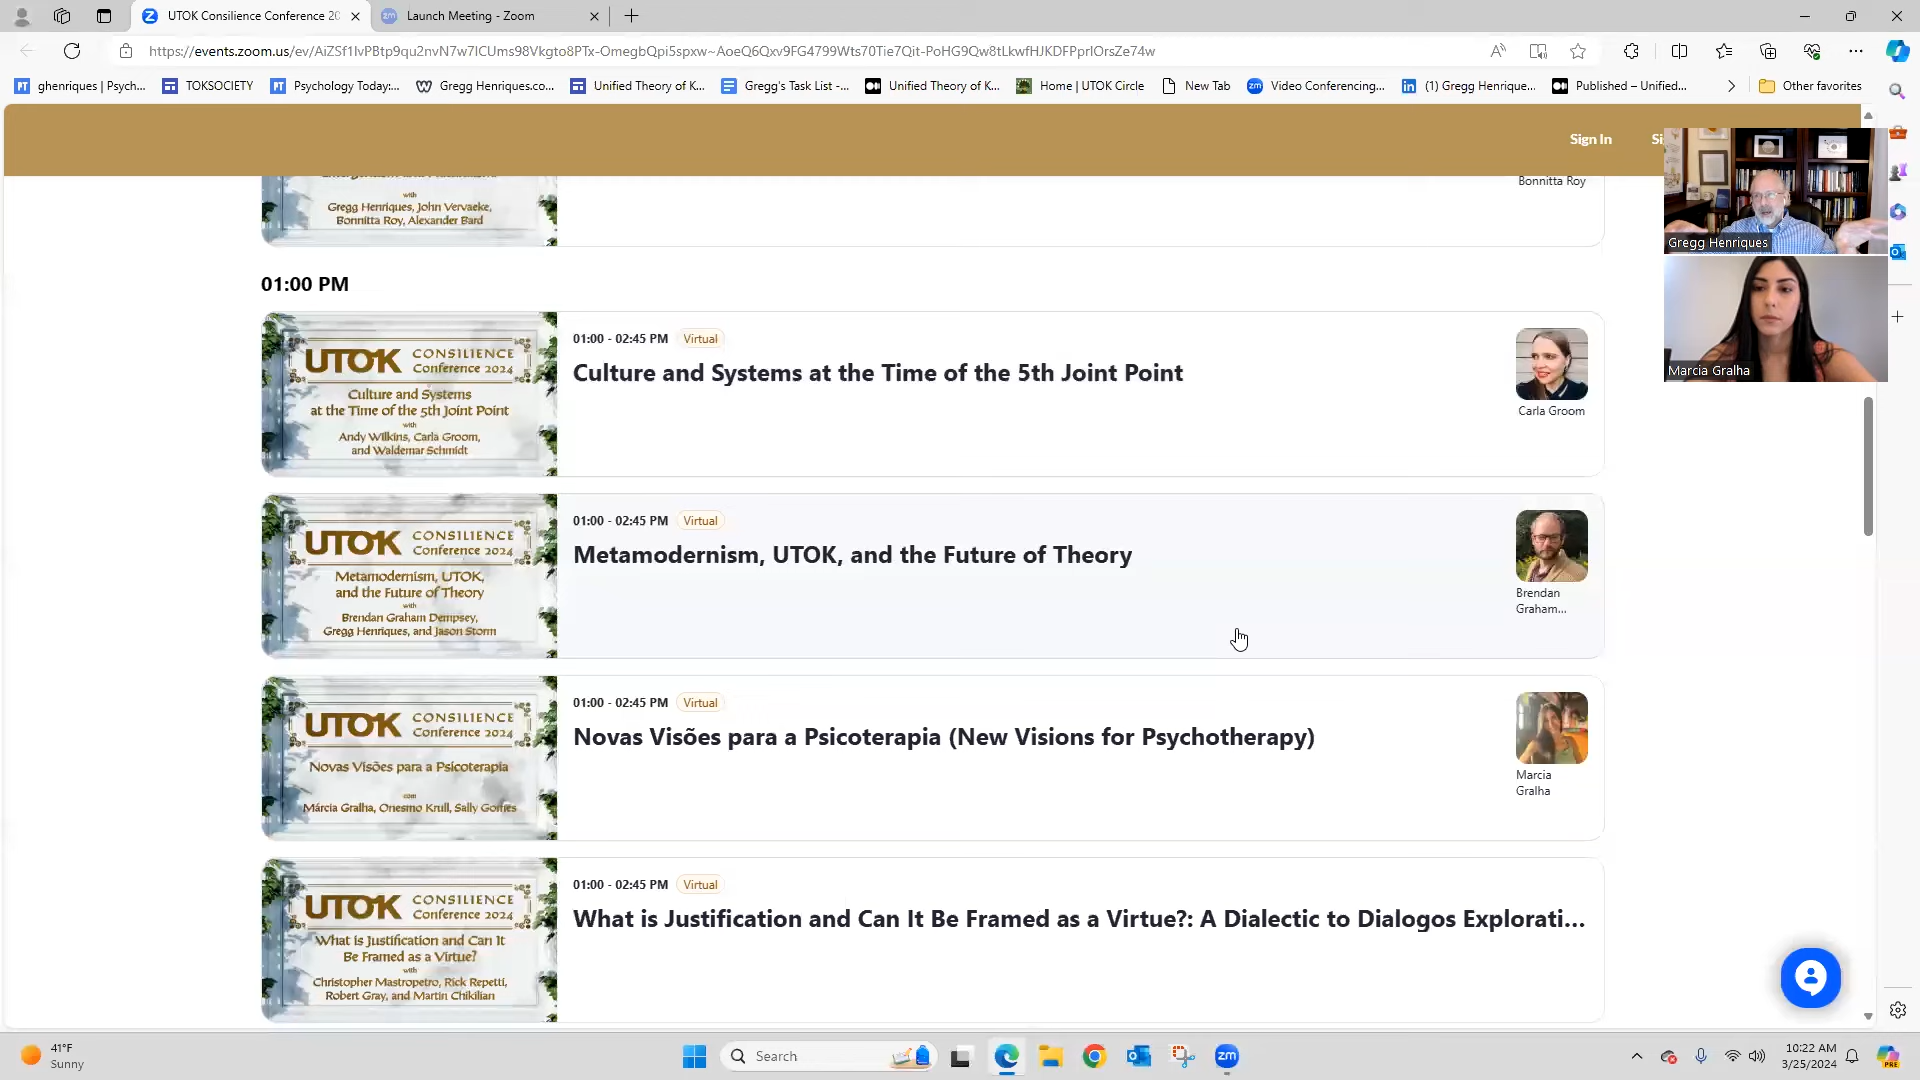 UTOK Consilience Conference 20
Launch Meeting - Zoom
https://events.zoom.us/ev/AiZSf1IvPBtp9qu2nvN7w7lCUms98Vkgto8PTx-OmegbQpi5spxw~AoeQ6Qxv9FG4799Wts70Tie7Qit-PoHG9Qw8tLkwfHJKDFPprIOrsZe74w
ghenriques | Psych...
TOKSOCIETY
Psychology Today:...
Gregg Henriques.co...
Unified Theory of K...
Gregg's Task List -...
Unified Theory of K...
Home | UTOK Circle
New Tab
Video Conferencing...
(1) Gregg Henrique...
Published – Unified...
Other favorites
Sign In
Si
with
Gregg Henriques, John Vervaeke,
Bonnitta Roy, Alexander Bard
Bonnitta Roy
Gregg Henriques
Marcia Gralha
01:00 PM
UTOK CONSILIENCE
Conference 2024
Culture and Systems
at the Time of the 5th Joint Point
with
Andy Wilkins, Carla Groom,
and Waldemar Schmidt
01:00 - 02:45 PM Virtual
Culture and Systems at the Time of the 5th Joint Point
Carla Groom
UTOK CONSILIENCE
Conference 2024
Metamodernism, UTOK,
and the Future of Theory
with
Brendan Graham Dempsey,
Gregg Henriques, and Jason Storm
01:00 - 02:45 PM Virtual
Metamodernism, UTOK, and the Future of Theory
Brendan
Graham...
UTOK CONSILIENCE
Conference 2024
Novas Visões para a Psicoterapia
com
Márcia Gralha, Onesmo Krull, Sally Gomes
01:00 - 02:45 PM Virtual
Novas Visões para a Psicoterapia (New Visions for Psychotherapy)
Marcia
Gralha
UTOK CONSILIENCE
Conference 2024
What is Justification and Can It
Be Framed as a Virtue?
with
Christopher Mastropetro, Rick Repetti,
Robert Gray, and Martin Chikilian
01:00 - 02:45 PM Virtual
What is Justification and Can It Be Framed as a Virtue?: A Dialectic to Dialogos Explorati...
41°F
Sunny
Search
zm
10:22 AM
3/25/2024
PRE